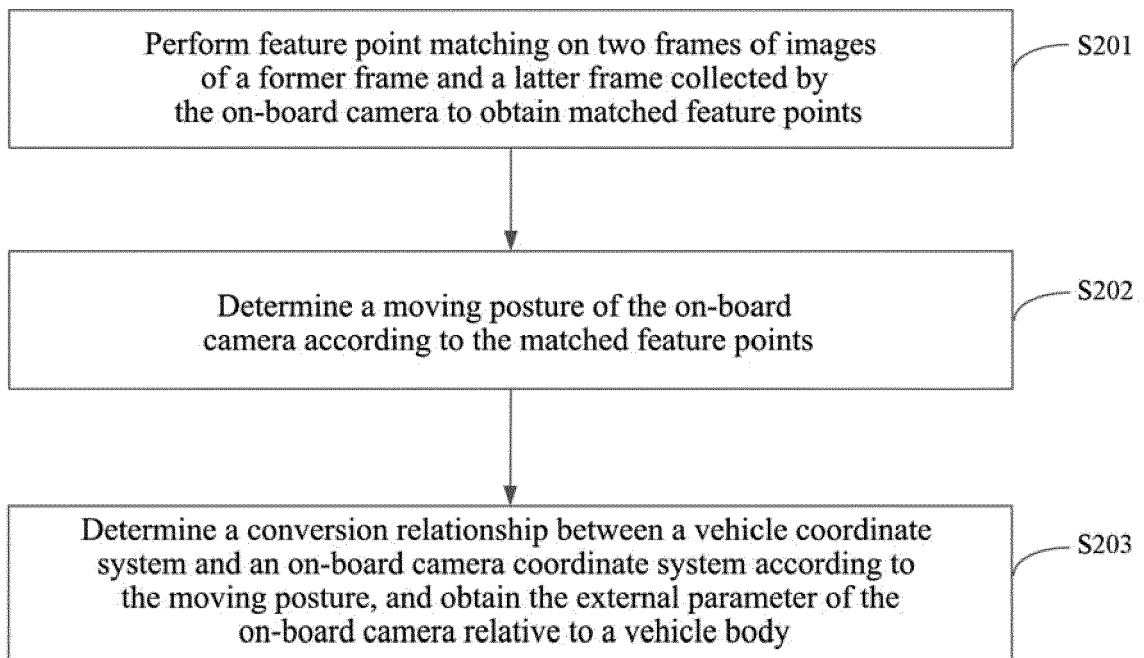 Perform feature point matching on two frames of images
of a former frame and a latter frame collected by
the on-board camera to obtain matched feature points
S201
Determine a moving posture of the on-board
camera according to the matched feature points
S202
Determine a conversion relationship between a vehicle coordinate
system and an on-board camera coordinate system according to
the moving posture, and obtain the external parameter of the
on-board camera relative to a vehicle body
S203